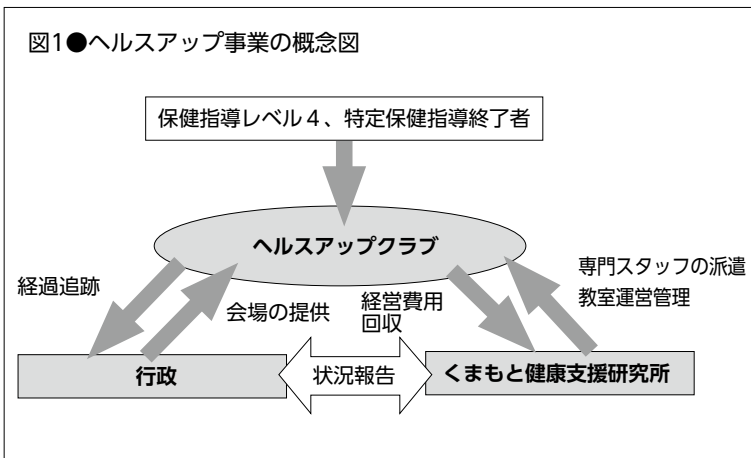 図1●ヘルスアップ事業の概念図
保健指導レベル4、特定保健指導終了者
ヘルスアップクラブ
経過追跡
会場の提供
経営費用
回収
専門スタッフの派遣
教室運営管理
行政
状況報告
くまもと健康支援研究所